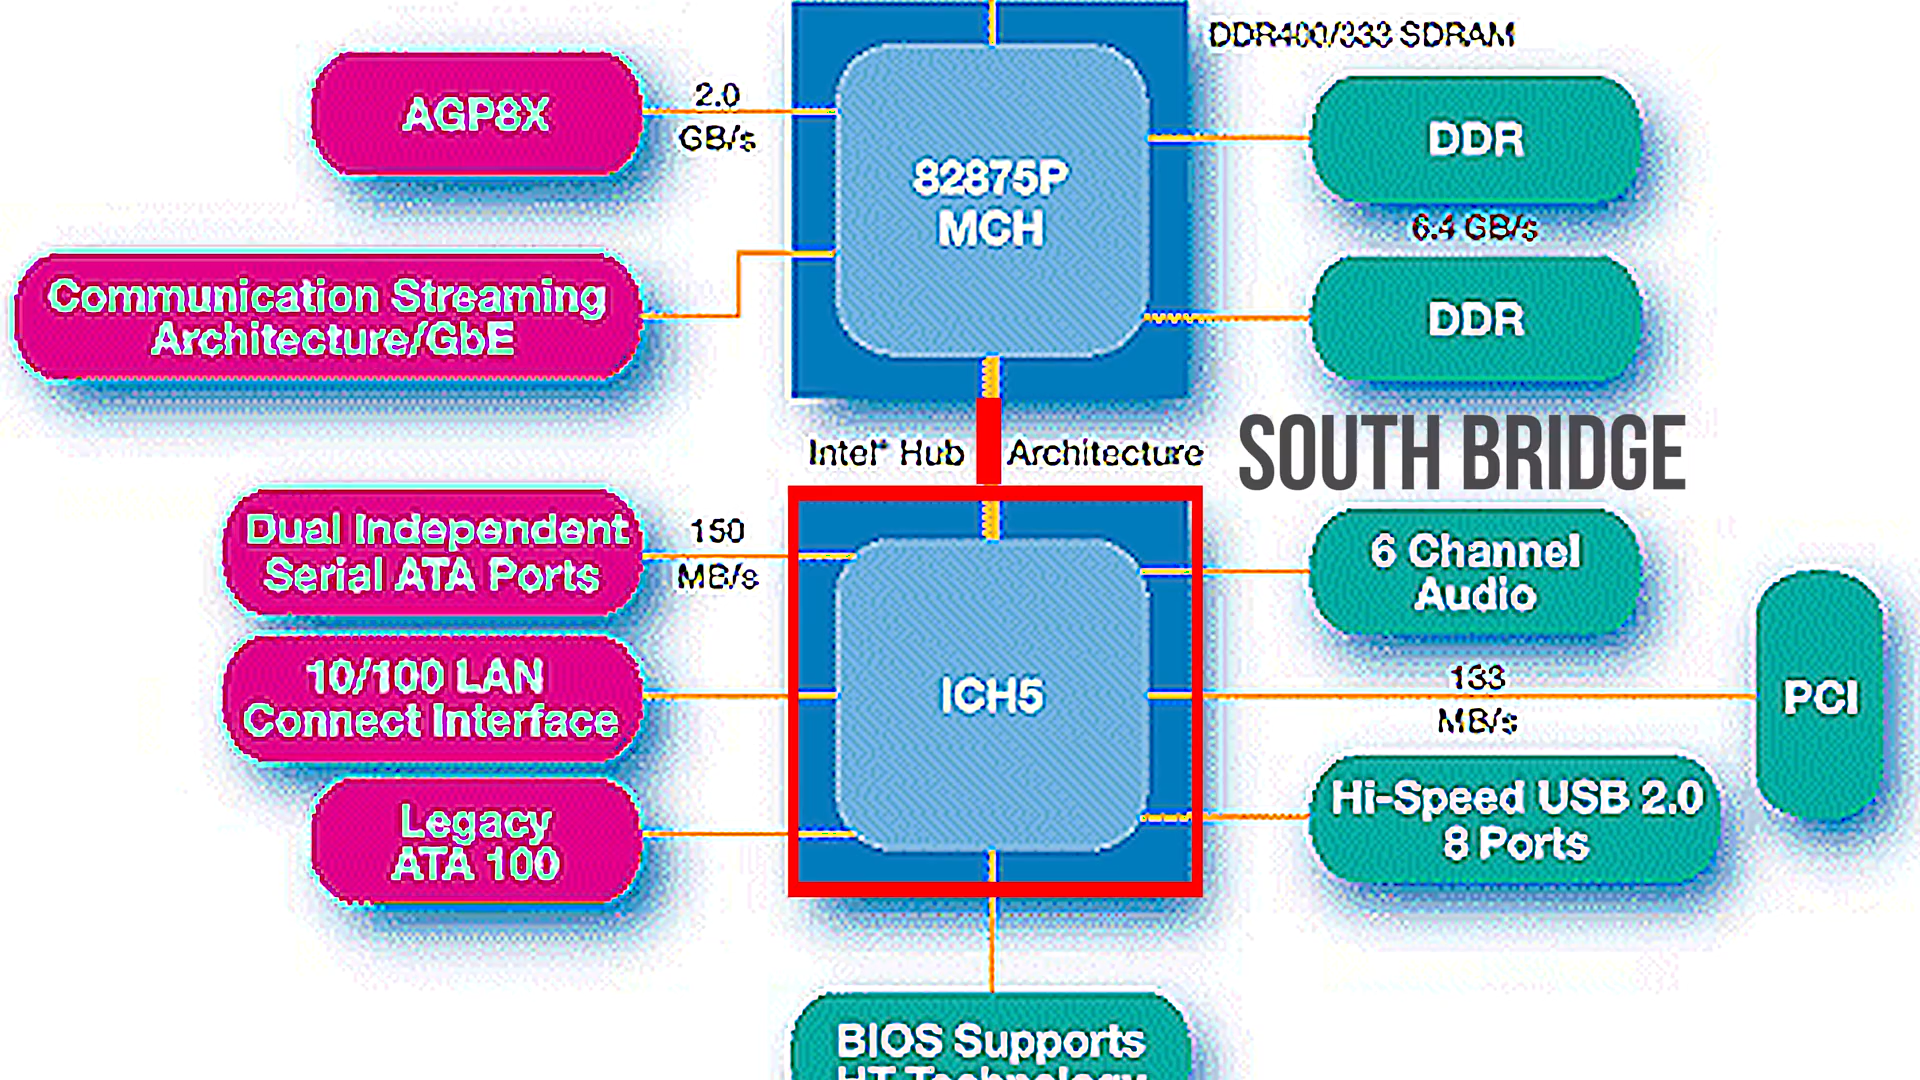 DDR400/333 SDRAM
AGP8X
2.0
GB/s
82875P
MCH
DDR
6.4 GB/s
DDR
Communication Streaming
Architecture/GbE
Intel® Hub Architecture
SOUTH BRIDGE
Dual Independent
Serial ATA Ports
150
MB/s
6 Channel
Audio
10/100 LAN
Connect Interface
ICH5
133
MB/s
PCI
Legacy
ATA 100
Hi-Speed USB 2.0
8 Ports
BIOS Supports
HT Technology